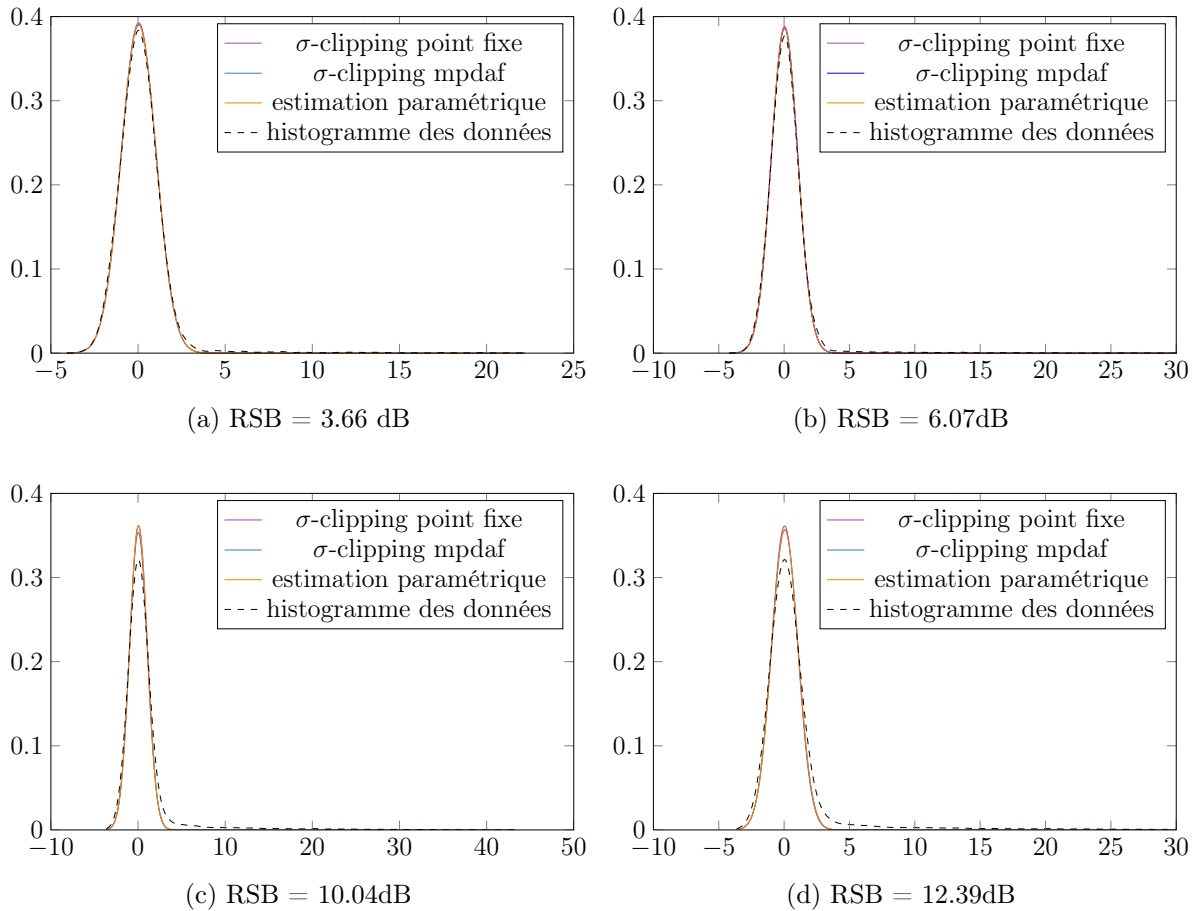 0.4
0.3
0.2
0.1
0
−5 0 5 10 15 20 25
σ-clipping point fixe
σ-clipping mpdaf
estimation paramétrique
histogramme des données
(a) RSB = 3.66 dB
0.4
0.3
0.2
0.1
0
−10 −5 0 5 10 15 20 25 30
σ-clipping point fixe
σ-clipping mpdaf
estimation paramétrique
histogramme des données
(b) RSB = 6.07dB
0.4
0.3
0.2
0.1
0
−10 0 10 20 30 40 50
σ-clipping point fixe
σ-clipping mpdaf
estimation paramétrique
histogramme des données
(c) RSB = 10.04dB
0.4
0.3
0.2
0.1
0
−10 −5 0 5 10 15 20 25 30
σ-clipping point fixe
σ-clipping mpdaf
estimation paramétrique
histogramme des données
(d) RSB = 12.39dB